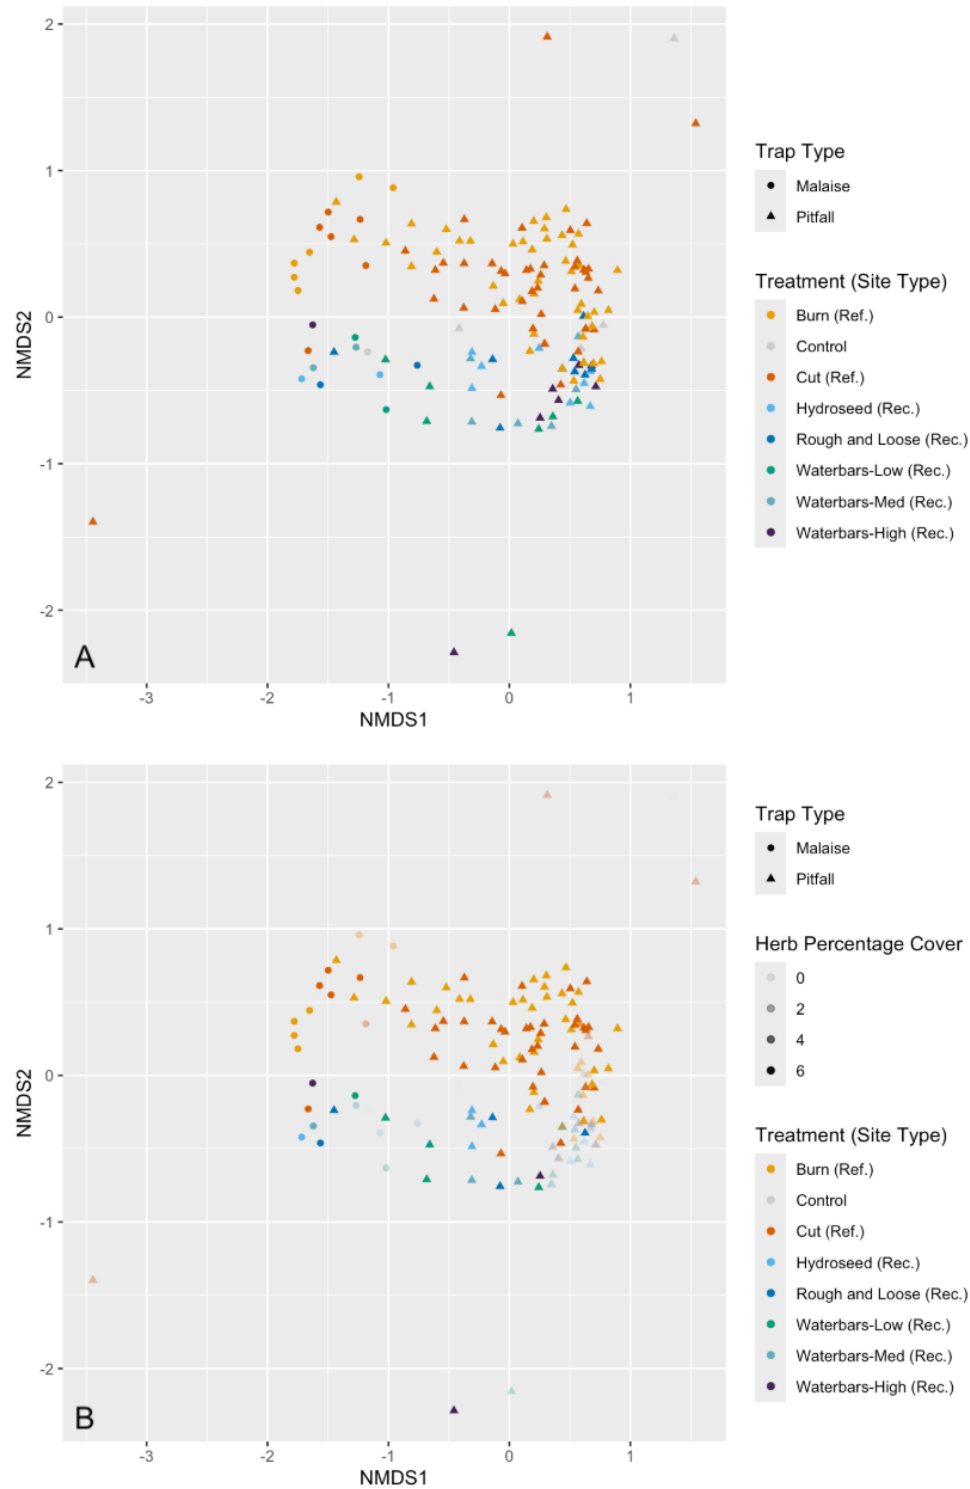 2
1
0
-1
-2
NMDS2
A
-3
-2
-1
0
1
NMDS1
Trap Type
Malaise
Pitfall
Treatment (Site Type)
Burn (Ref.)
Control
Cut (Ref.)
Hydroseed (Rec.)
Rough and Loose (Rec.)
Waterbars-Low (Rec.)
Waterbars-Med (Rec.)
Waterbars-High (Rec.)
2
1
0
-1
-2
NMDS2
B
-3
-2
-1
0
1
NMDS1
Trap Type
Malaise
Pitfall
Herb Percentage Cover
0
2
4
6
Treatment (Site Type)
Burn (Ref.)
Control
Cut (Ref.)
Hydroseed (Rec.)
Rough and Loose (Rec.)
Waterbars-Low (Rec.)
Waterbars-Med (Rec.)
Waterbars-High (Rec.)